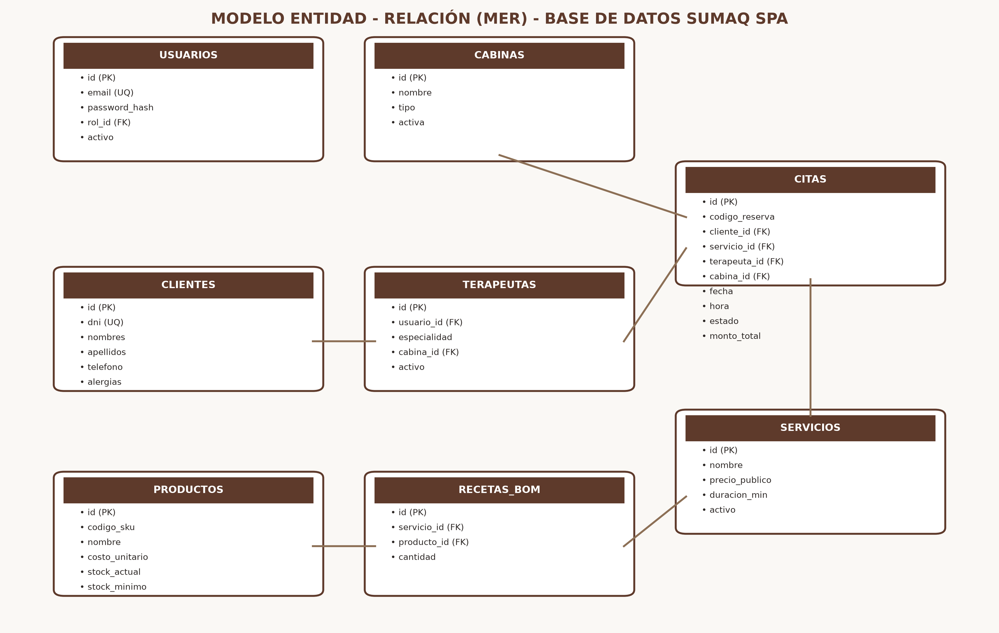 MODELO ENTIDAD - RELACIÓN (MER) - BASE DE DATOS SUMAQ SPA
USUARIOS
• id (PK)
• email (UQ)
• password_hash
• rol_id (FK)
• activo
CABINAS
• id (PK)
• nombre
• tipo
• activa
CITAS
• id (PK)
• codigo_reserva
• cliente_id (FK)
• servicio_id (FK)
• terapeuta_id (FK)
• cabina_id (FK)
• fecha
• hora
• estado
• monto_total
CLIENTES
• id (PK)
• dni (UQ)
• nombres
• apellidos
• telefono
• alergias
TERAPEUTAS
• id (PK)
• usuario_id (FK)
• especialidad
• cabina_id (FK)
• activo
SERVICIOS
• id (PK)
• nombre
• precio_publico
• duracion_min
• activo
PRODUCTOS
• id (PK)
• codigo_sku
• nombre
• costo_unitario
• stock_actual
• stock_minimo
RECETAS_BOM
• id (PK)
• servicio_id (FK)
• producto_id (FK)
• cantidad